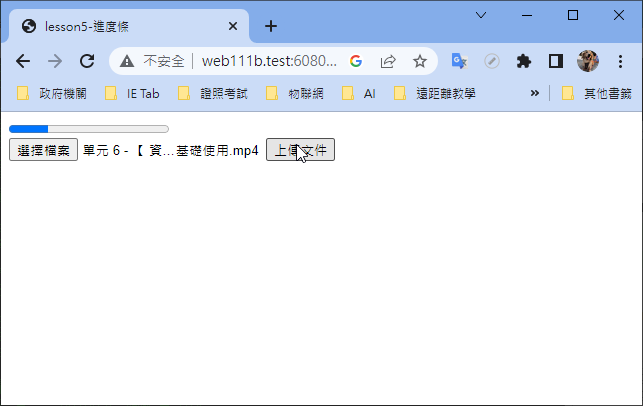 lesson5-進度條
不安全 web111b.test:6080...
政府機關 IE Tab 證照考試 物聯網 AI 遠距離教學 » 其他書籤
選擇檔案 單元 6 - 【 資...基礎使用.mp4 上傳文件